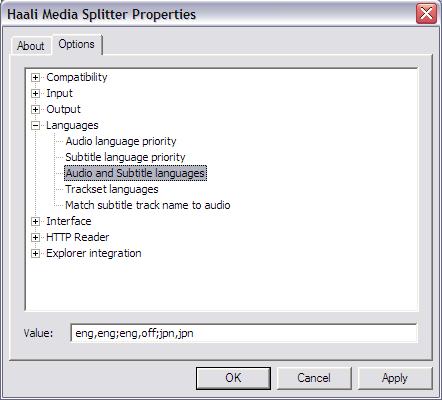 Haali Media Splitter Properties
About Options
Compatibility
Input
Output
Languages
Audio language priority
Subtitle language priority
Audio and Subtitle languages
Trackset languages
Match subtitle track name to audio
Interface
HTTP Reader
Explorer integration
Value: eng,eng;eng,off;jpn,jpn
OK Cancel Apply